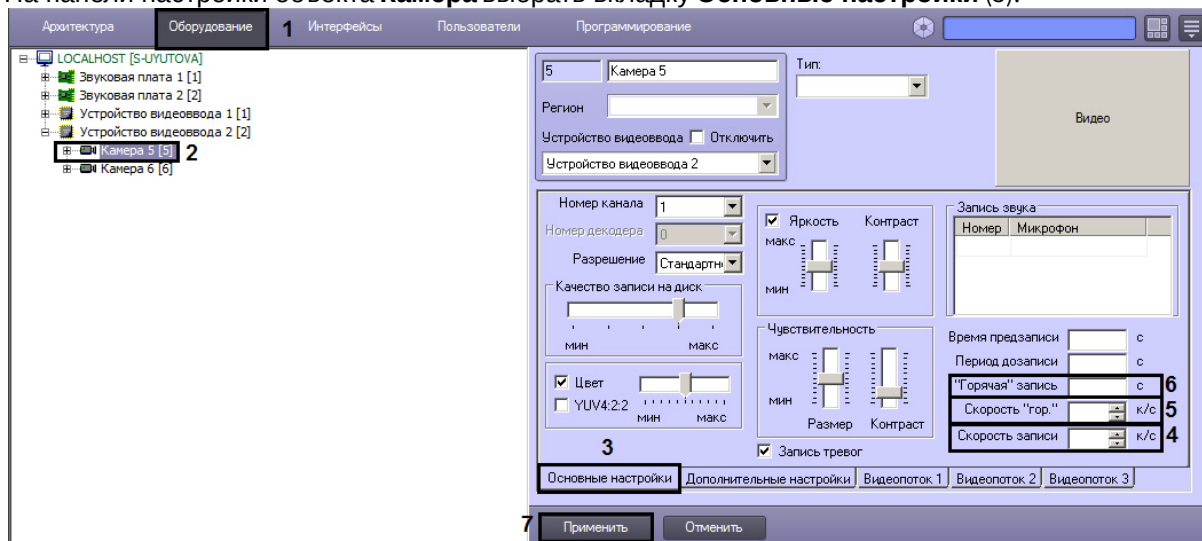 На панели настройки объекта Камера выбрать вкладку Основные настройки (3).
Архитектура Оборудование 1 Интерфейсы Пользователи Программирование
LOCALHOST [S-UYUTOVA]
Звуковая плата 1 [1]
Звуковая плата 2 [2]
Устройство видеоввода 1 [1]
Устройство видеоввода 2 [2]
Камера 5 [5] 2
Камера 6 [6]
5 Камера 5
Тип:
Регион
Устройство видеоввода Отключить
Устройство видеоввода 2
Видео
Номер канала 1
Номер декодера 0
Разрешение Стандартн
Качество записи на диск
мин макс
Цвет
YUV4:2:2
мин макс
3
Яркость Контраст
макс
мин
Чувствительность
макс
мин
Размер Контраст
Запись тревог
Запись звука
Номер Микрофон
Время предзаписи с
Период дозаписи с
"Горячая" запись с 6
Скорость "гор." к/с 5
Скорость записи к/с 4
Основные настройки Дополнительные настройки Видеопоток 1 Видеопоток 2 Видеопоток 3
7 Применить Отменить